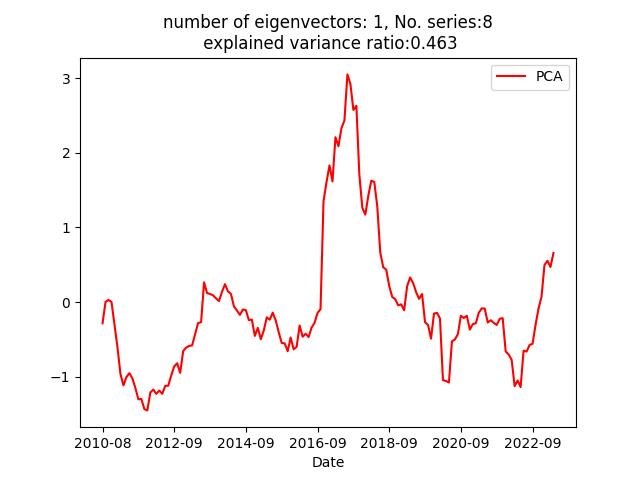 number of eigenvectors: 1, No. series:8
explained variance ratio:0.463
PCA
3
2
1
0
−1
2010-08 2012-09 2014-09 2016-09 2018-09 2020-09 2022-09
Date